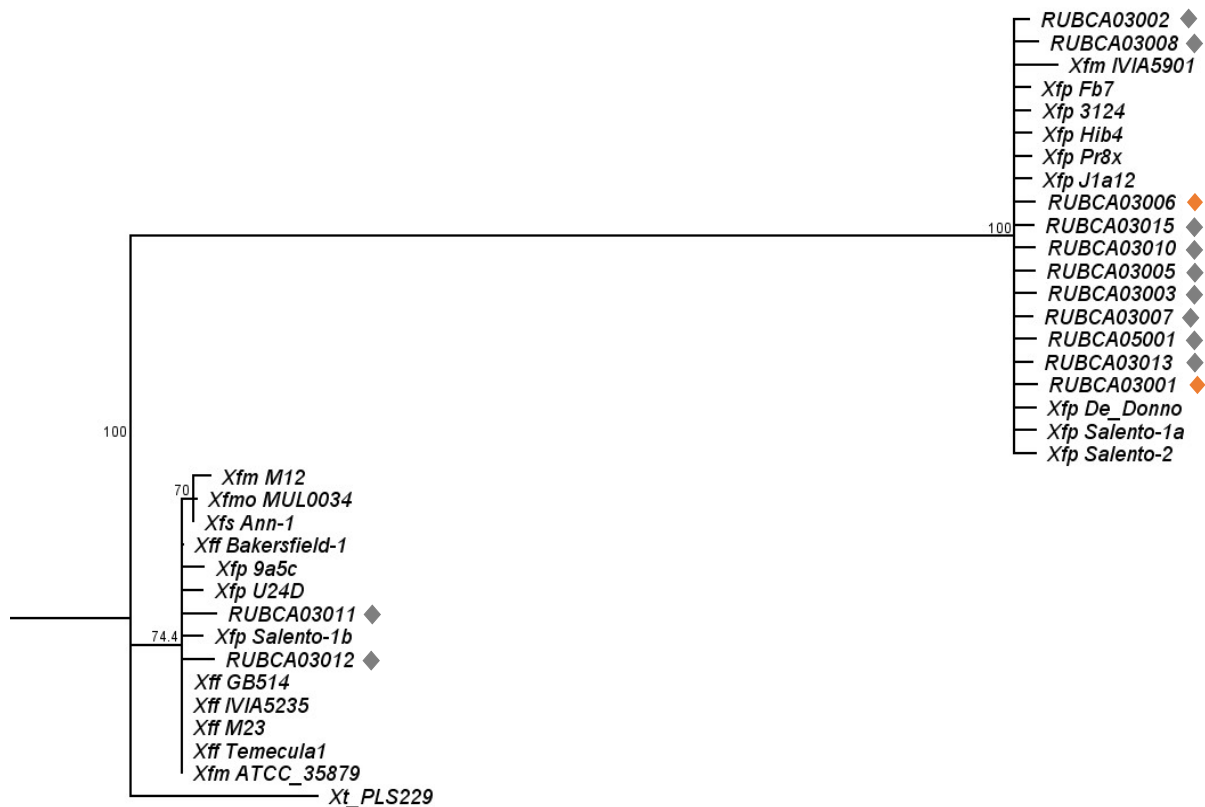 RUBCA03002
RUBCA03008
Xfm IVIA5901
Xfp Fb7
Xfp 3124
Xfp Hib4
Xfp Pr8x
Xfp J1a12
RUBCA03006
100
RUBCA03015
RUBCA03010
RUBCA03005
RUBCA03003
RUBCA03007
RUBCA05001
RUBCA03013
RUBCA03001
Xfp De_Donno
100
Xfp Salento-1a
Xfp Salento-2
Xfm M12
70
Xfmo MUL0034
Xfs Ann-1
Xff Bakersfield-1
Xfp 9a5c
Xfp U24D
RUBCA03011
74.4
Xfp Salento-1b
RUBCA03012
Xff GB514
Xff IVIA5235
Xff M23
Xff Temecula1
Xfm ATCC_35879
Xt_PLS229